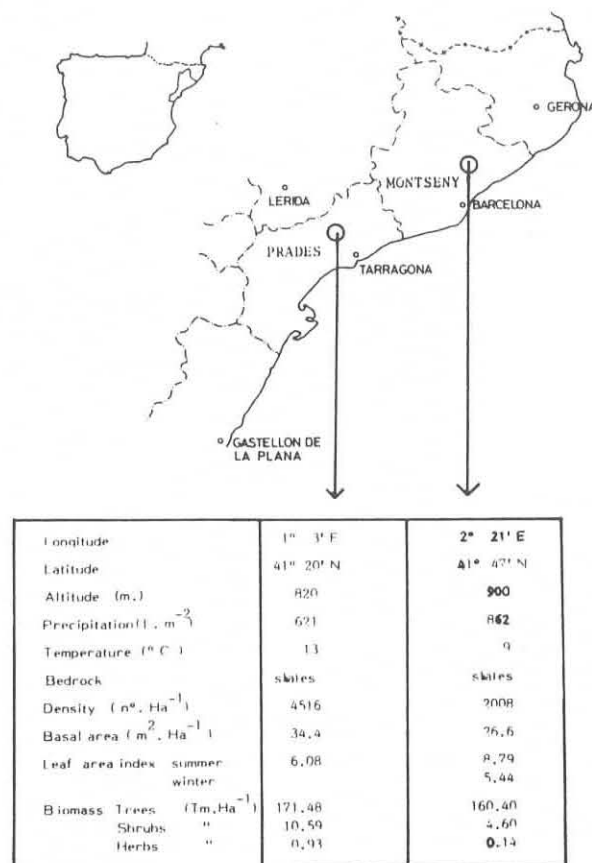 GERONA
MONTSENY
LERIDA
BARCELONA
PRADES
TARRAGONA
GASTELLON DE
LA PLANA
Longitude 1° 3' E 2° 21' E
Latitude 41° 20' N 41° 47' N
Altitude (m.) 820 900
Precipitation (l. m⁻²) 621 862
Temperature (° C ) 13 9
Bedrock slates slates
Density ( nº. Ha⁻¹) 4516 2008
Basal area ( m². Ha⁻¹) 34.4 26.6
Leaf area index summer 6.08 8.79
winter 5.44
Biomass Trees (Tm.Ha⁻¹) 171.48 160.40
Shrubs " 10.59 4.60
Herbs " 0.93 0.14